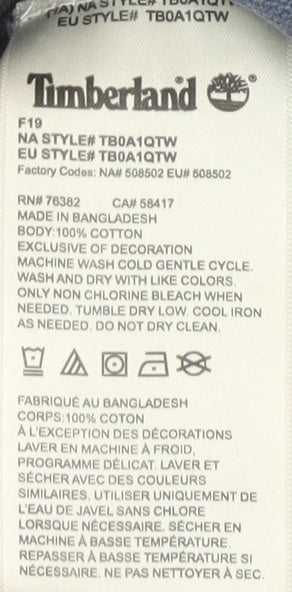 (NA) NA STYLE# TB0A1QTW
EU STYLE# TB0A1QTW
Timberland®
F19
NA STYLE# TB0A1QTW
EU STYLE# TB0A1QTW
Factory Codes: NA# 508502 EU# 508502
RN# 76382 CA# 58417
MADE IN BANGLADESH
BODY:100% COTTON
EXCLUSIVE OF DECORATION
MACHINE WASH COLD GENTLE CYCLE.
WASH AND DRY WITH LIKE COLORS.
ONLY NON CHLORINE BLEACH WHEN
NEEDED. TUMBLE DRY LOW. COOL IRON
AS NEEDED. DO NOT DRY CLEAN.
FABRIQUÉ AU BANGLADESH
CORPS:100% COTON
À L'EXCEPTION DES DÉCORATIONS
LAVER EN MACHINE À FROID,
PROGRAMME DÉLICAT. LAVER ET
SÉCHER AVEC DES COULEURS
SIMILAIRES. UTILISER UNIQUEMENT DE
L'EAU DE JAVEL SANS CHLORE
LORSQUE NÉCESSAIRE. SÉCHER EN
MACHINE À BASSE TEMPÉRATURE.
REPASSER À BASSE TEMPÉRATURE SI
NÉCESSAIRE. NE PAS NETTOYER À SEC.